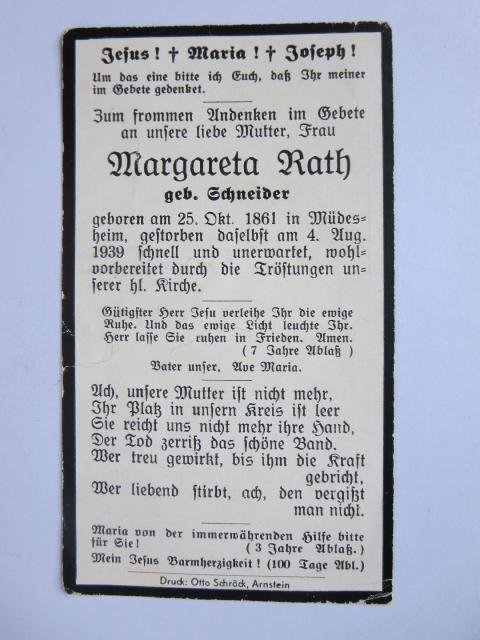 Jesus! † Maria! † Joseph!
Um das eine bitte ich Euch, daß Ihr meiner
im Gebete gedenket.
Zum frommen Andenken im Gebete
an unsere liebe Mutter, Frau
Margareta Rath
geb. Schneider
geboren am 25. Okt. 1861 in Müdes=
heim, gestorben daselbst am 4. Aug.
1939 schnell und unerwartet, wohl=
vorbereitet durch die Tröstungen un=
serer hl. Kirche.
Gütigster Herr Jesu verleihe Ihr die ewige
Ruhe. Und das ewige Licht leuchte Ihr.
Herr lasse Sie ruhen in Frieden. Amen.
( 7 Jahre Ablaß )
Vater unser. Ave Maria.
Ach, unsere Mutter ist nicht mehr,
Ihr Platz in unsern Kreis ist leer
Sie reicht uns nicht mehr ihre Hand,
Der Tod zerriß das schöne Band.
Wer treu gewirkt, bis ihm die Kraft
gebricht,
Wer liebend stirbt, ach, den vergißt
man nicht.
Maria von der immerwährenden Hilfe bitte
für Sie! ( 3 Jahre Ablaß.)
Mein Jesus Barmherzigkeit! (100 Tage Abl.)
Druck: Otto Schröck, Arnstein